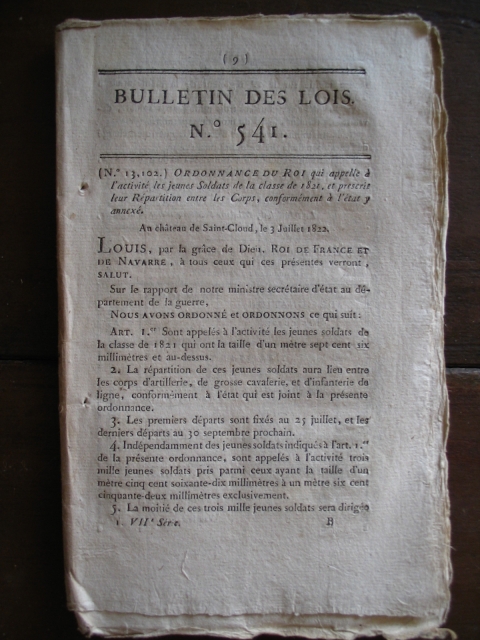 ( 9 )
BULLETIN DES LOIS.
N.° 541.
(N.° 13,102.) ORDONNANCE DU ROI qui appelle à
l'activité les jeunes Soldats de la classe de 1821, et prescrit
leur Répartition entre les Corps, conformément à l'état y
annexé.
Au château de Saint-Cloud, le 3 Juillet 1822.
LOUIS, par la grâce de Dieu, ROI DE FRANCE ET
DE NAVARRE, à tous ceux qui ces présentes verront,
SALUT.
Sur le rapport de notre ministre secrétaire d'état au dé-
partement de la guerre,
NOUS AVONS ORDONNÉ et ORDONNONS ce qui suit:
ART. 1.er Sont appelés à l'activité les jeunes soldats de
la classe de 1821 qui ont la taille d'un mètre sept cent six
millimètres et au-dessus.
2. La répartition de ces jeunes soldats aura lieu entre
les corps d'artillerie, de grosse cavalerie, et d'infanterie de
ligne, conformément à l'état qui est joint à la présente
ordonnance.
3. Les premiers départs sont fixés au 25 juillet, et les
derniers départs au 30 septembre prochain.
4. Indépendamment des jeunes soldats indiqués à l'art. 1.er
de la présente ordonnance, sont appelés à l'activité trois
mille jeunes soldats pris parmi ceux ayant la taille d'un
mètre cinq cent soixante-dix millimètres à un mètre six cent
cinquante-deux millimètres exclusivement.
5. La moitié de ces trois mille jeunes soldats sera dirigée
1. VIIe Série. B